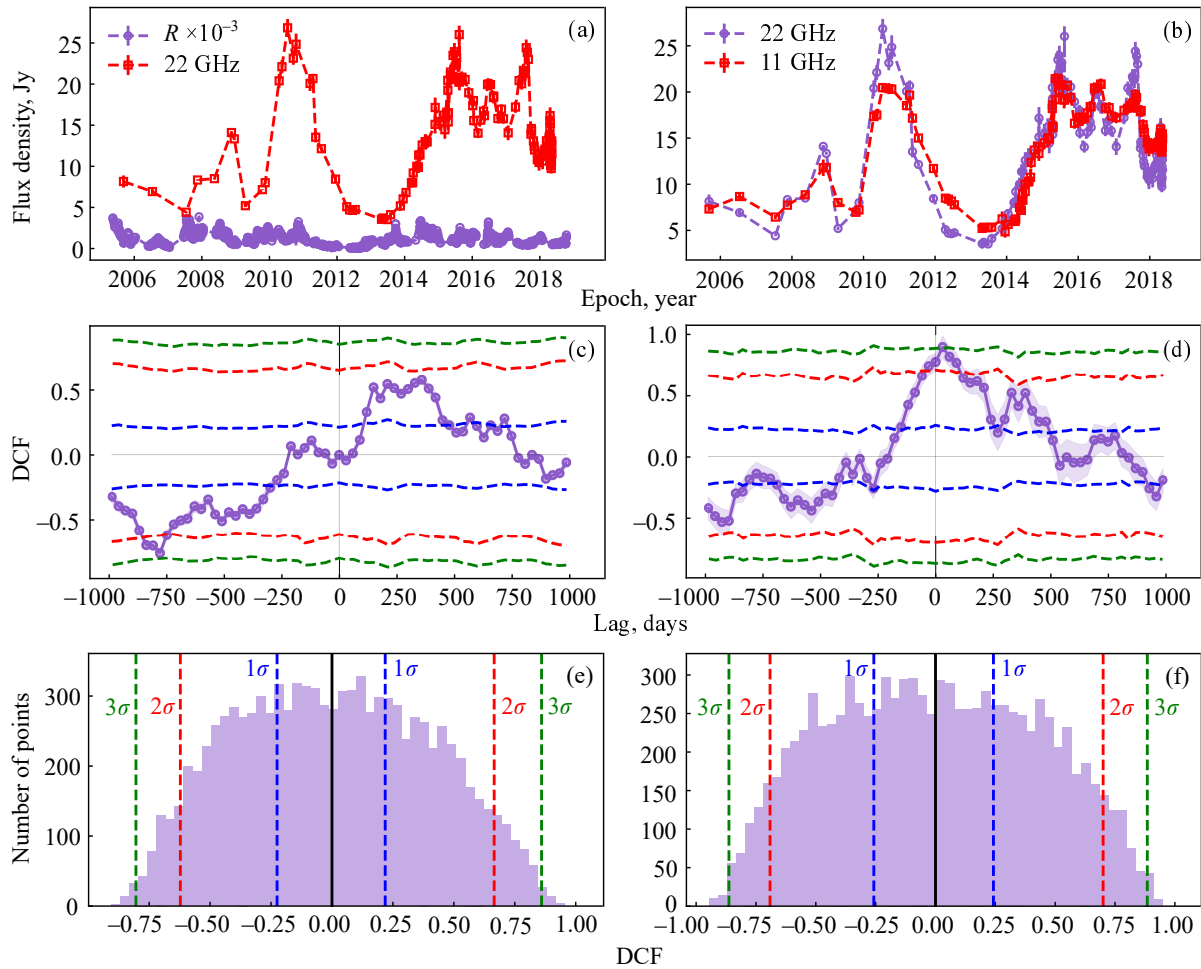 R ×10⁻³
22 GHz
(a)
22 GHz
11 GHz
(b)
Flux density, Jy
25
20
15
10
5
0
25
20
15
10
5
2006 2008 2010 2012 2014 2016 2018
2006 2008 2010 2012 2014 2016 2018
Epoch, year
(c)
(d)
DCF
0.5
0.0
−0.5
1.0
0.5
0.0
−0.5
−1000 −750 −500 −250 0 250 500 750 1000
−1000 −750 −500 −250 0 250 500 750 1000
Lag, days
3σ 2σ 1σ 1σ 2σ 3σ
(e)
3σ 2σ 1σ 1σ 2σ 3σ
(f)
Number of points
300
200
100
0
300
250
200
150
100
50
0
−0.75 −0.50 −0.25 0.00 0.25 0.50 0.75 1.00
−1.00 −0.75 −0.50 −0.25 0.00 0.25 0.50 0.75 1.00
DCF